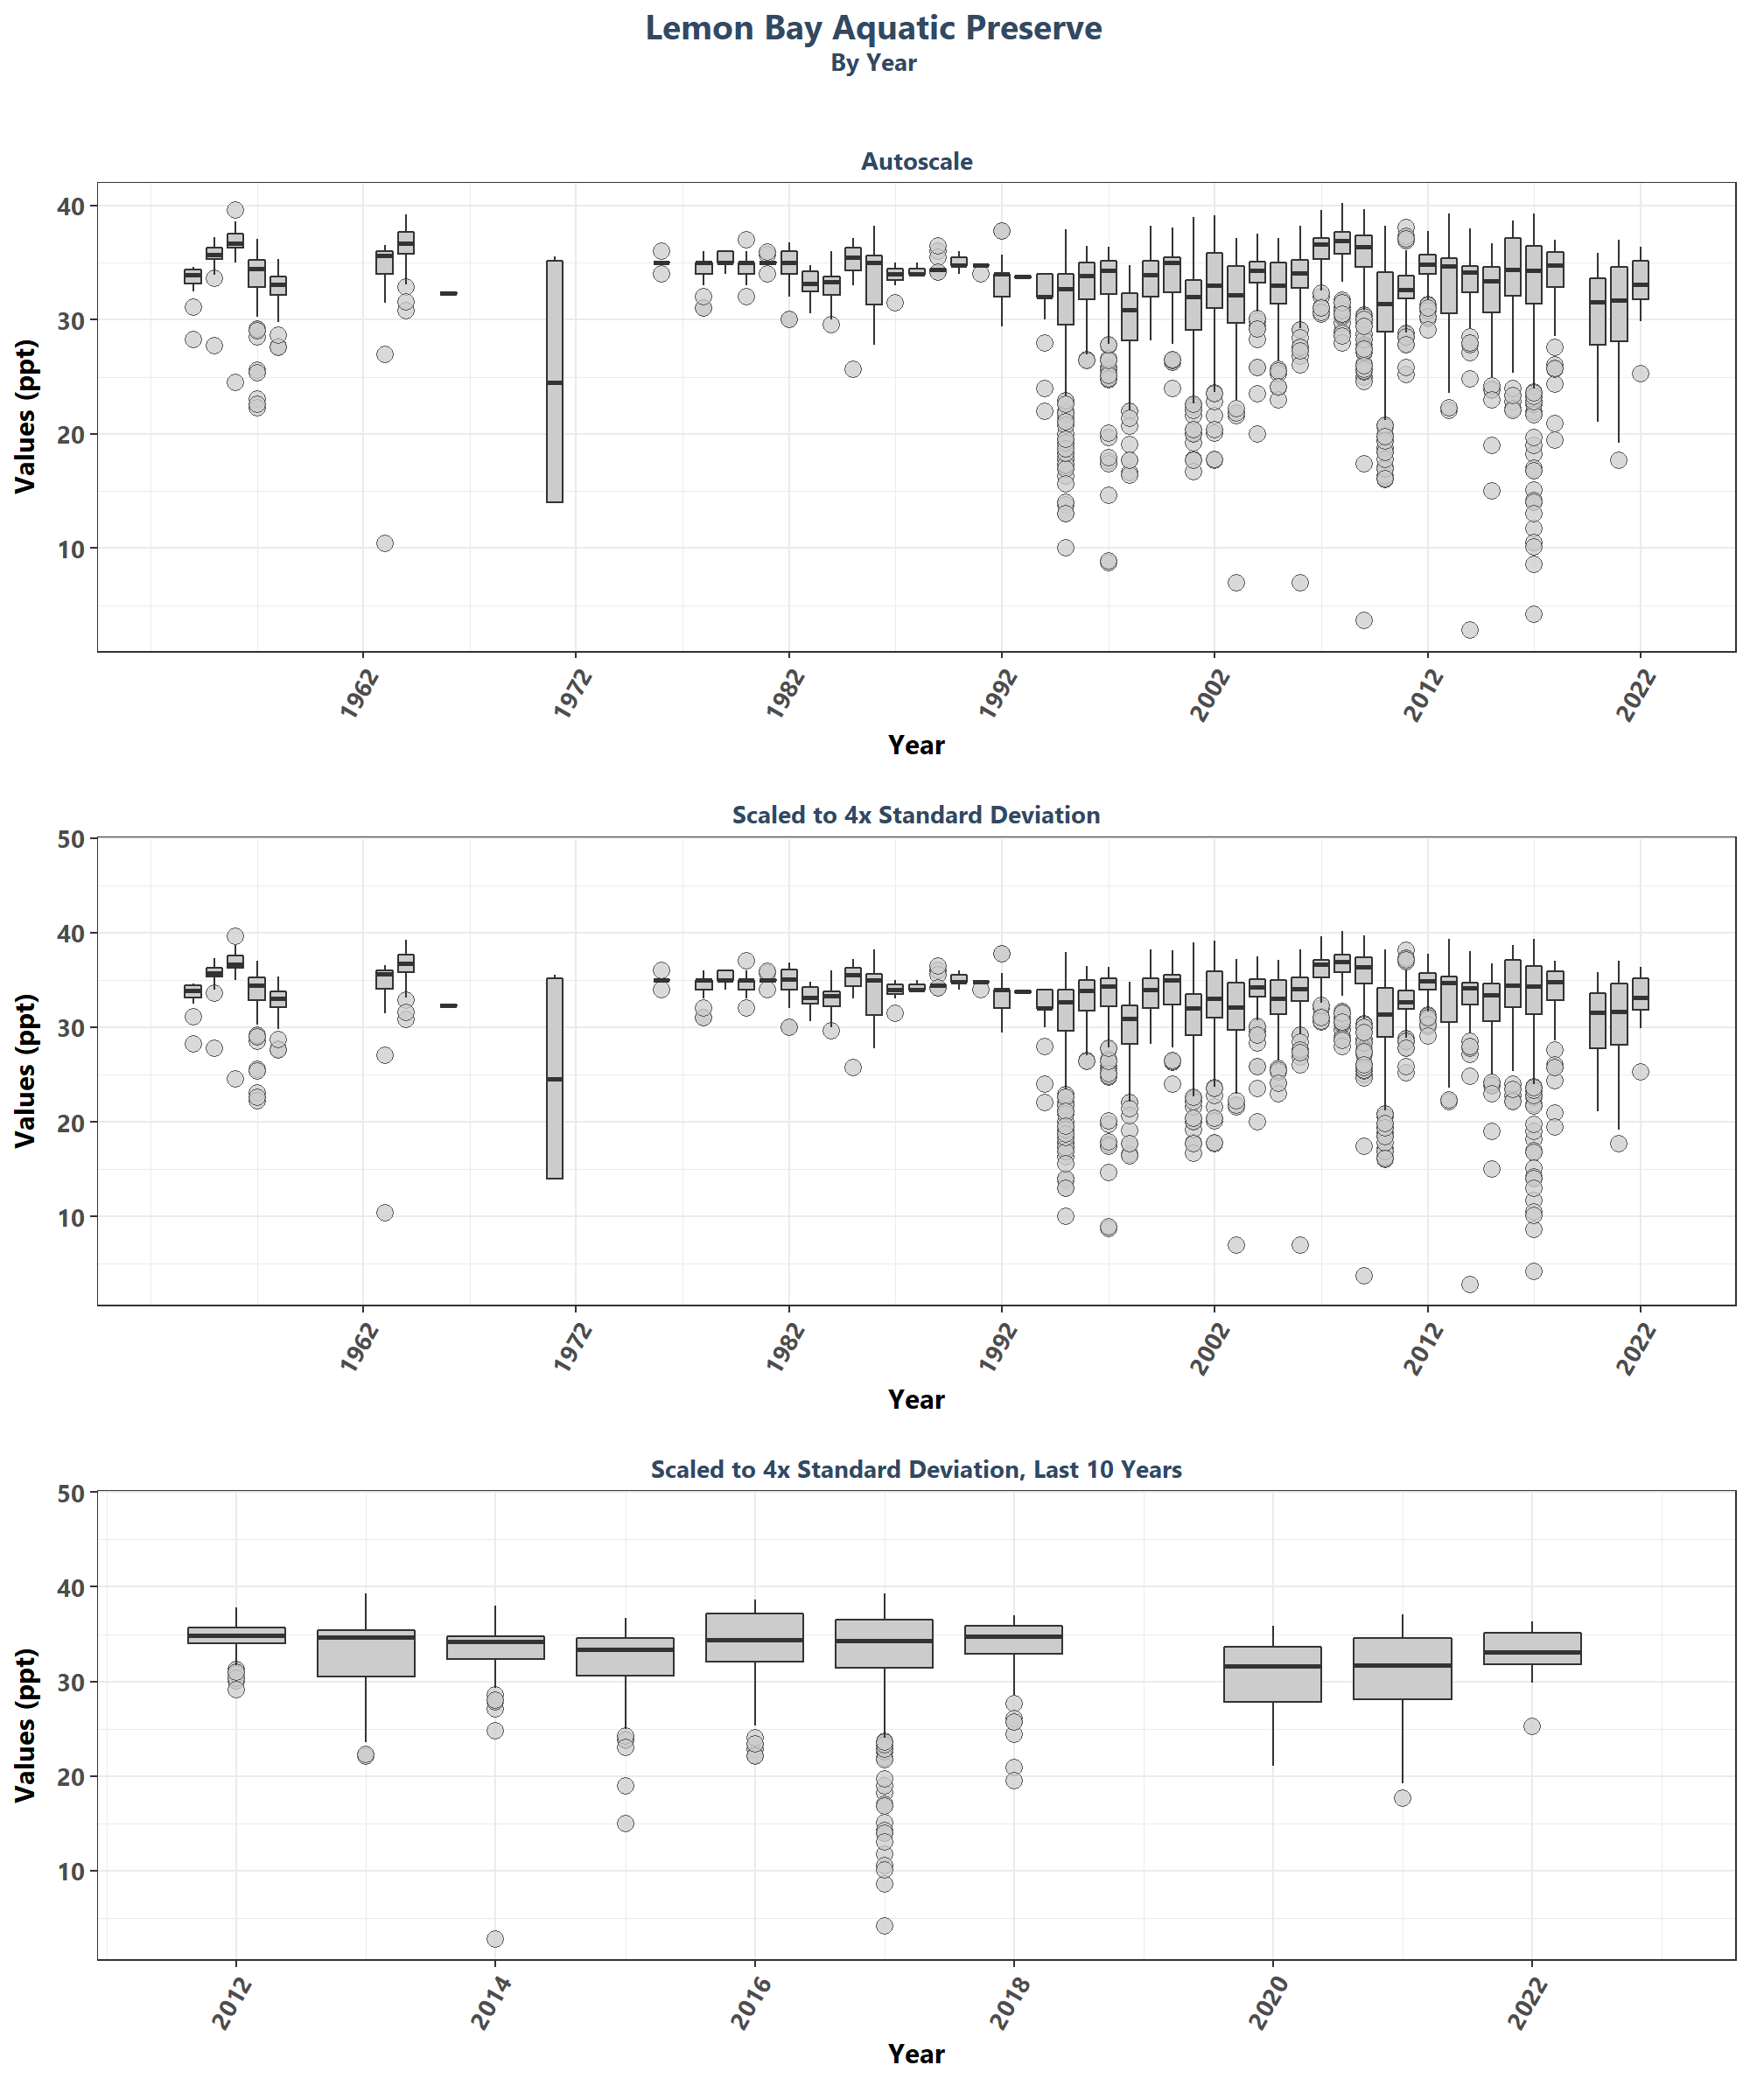 Lemon Bay Aquatic Preserve
By Year
Autoscale
40
30
20
10
Values (ppt)
1962 1972 1982 1992 2002 2012 2022
Year
Scaled to 4x Standard Deviation
50
40
30
20
10
Values (ppt)
1962 1972 1982 1992 2002 2012 2022
Year
Scaled to 4x Standard Deviation, Last 10 Years
50
40
30
20
10
Values (ppt)
2012 2014 2016 2018 2020 2022
Year